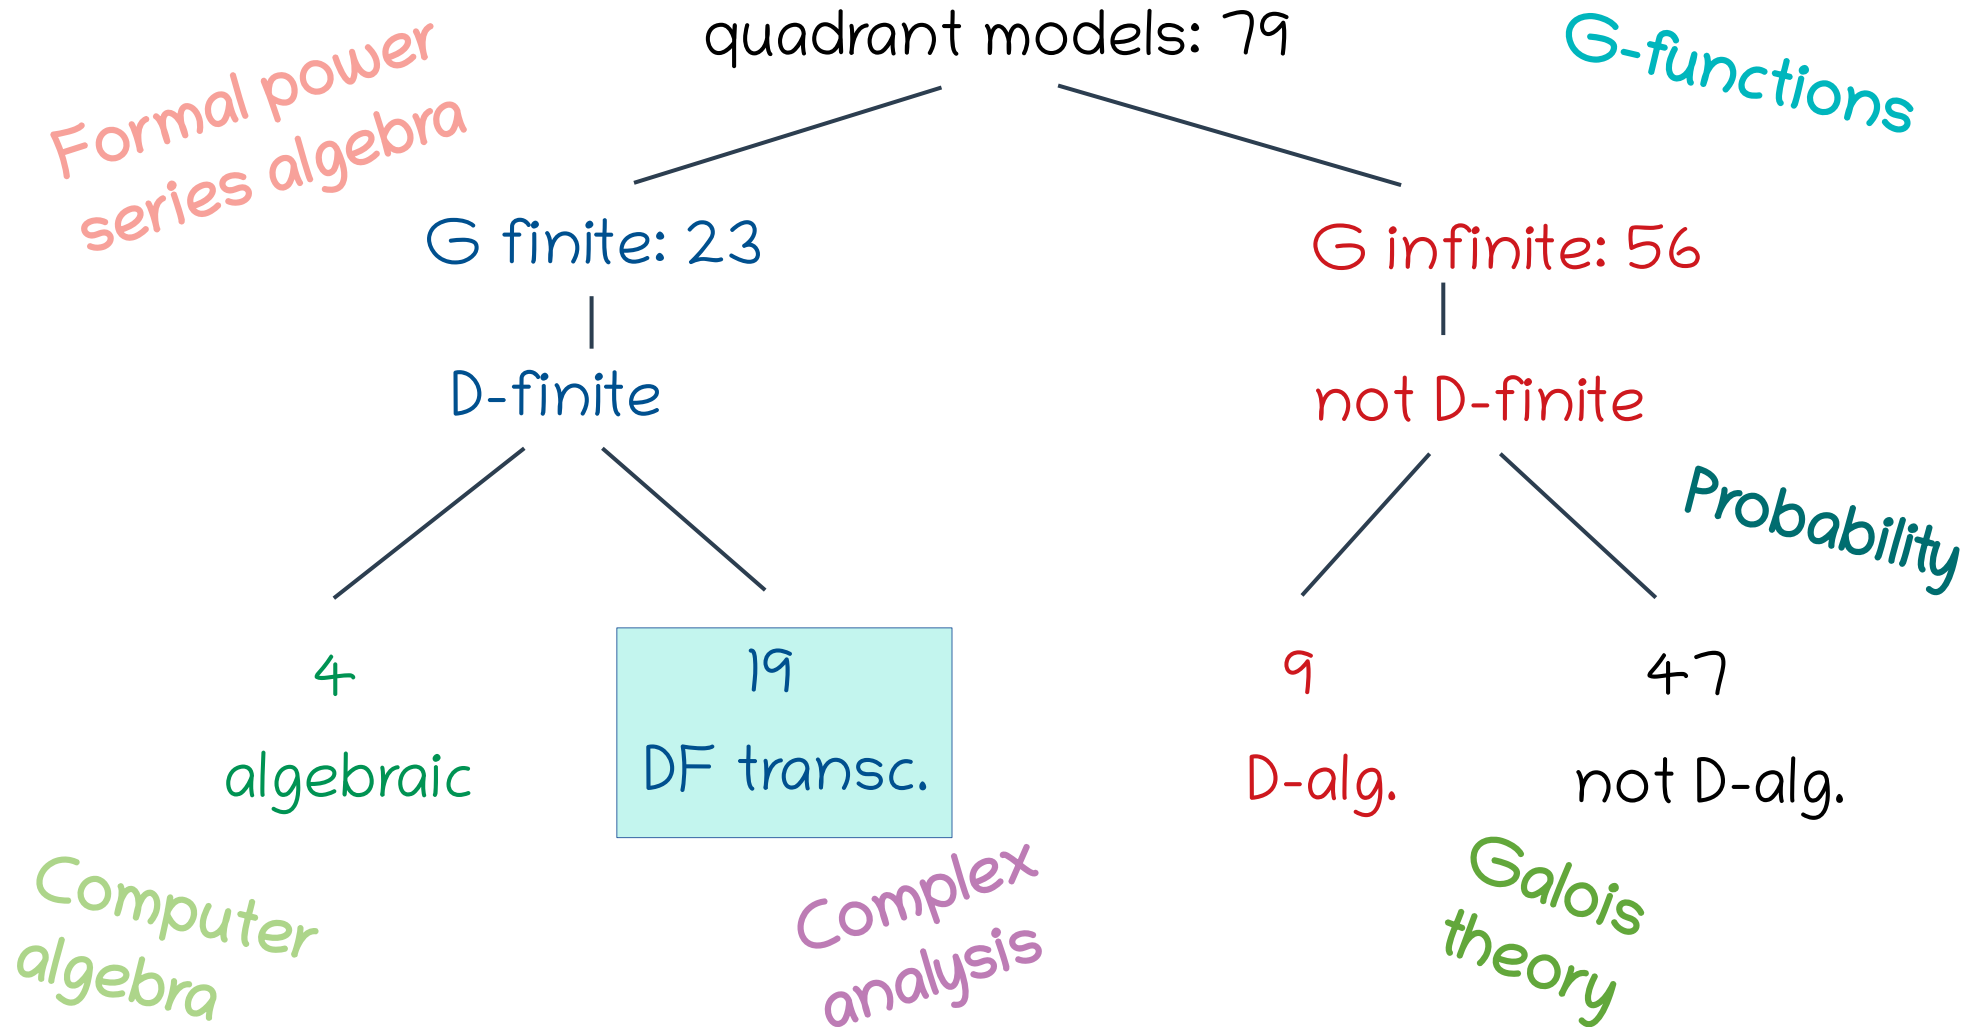 quadrant models: 79
Formal power
series algebra
G-functions
G finite: 23
G infinite: 56
D-finite
not D-finite
Probability
4
19
9
47
algebraic
DF transc.
D-alg.
not D-alg.
Computer
algebra
Complex
analysis
Galois
theory